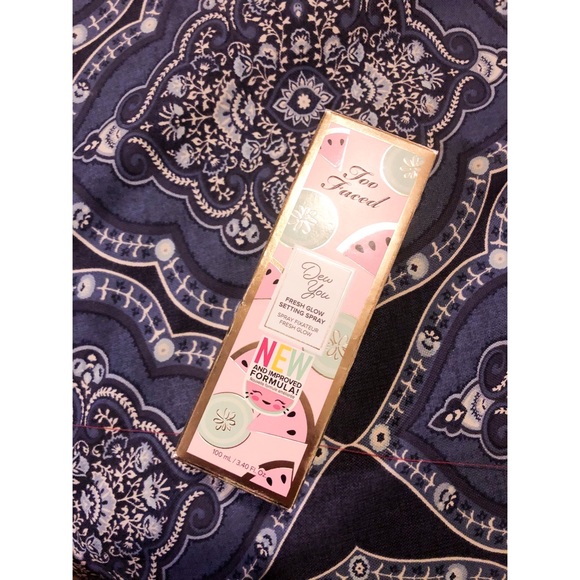 Too
Faced
Dew
You
FRESH GLOW
SETTING SPRAY
SPRAY FIXATEUR
FRESH GLOW
NEW
AND IMPROVED
FORMULA!
100 mL / 3.40 FL OZ.